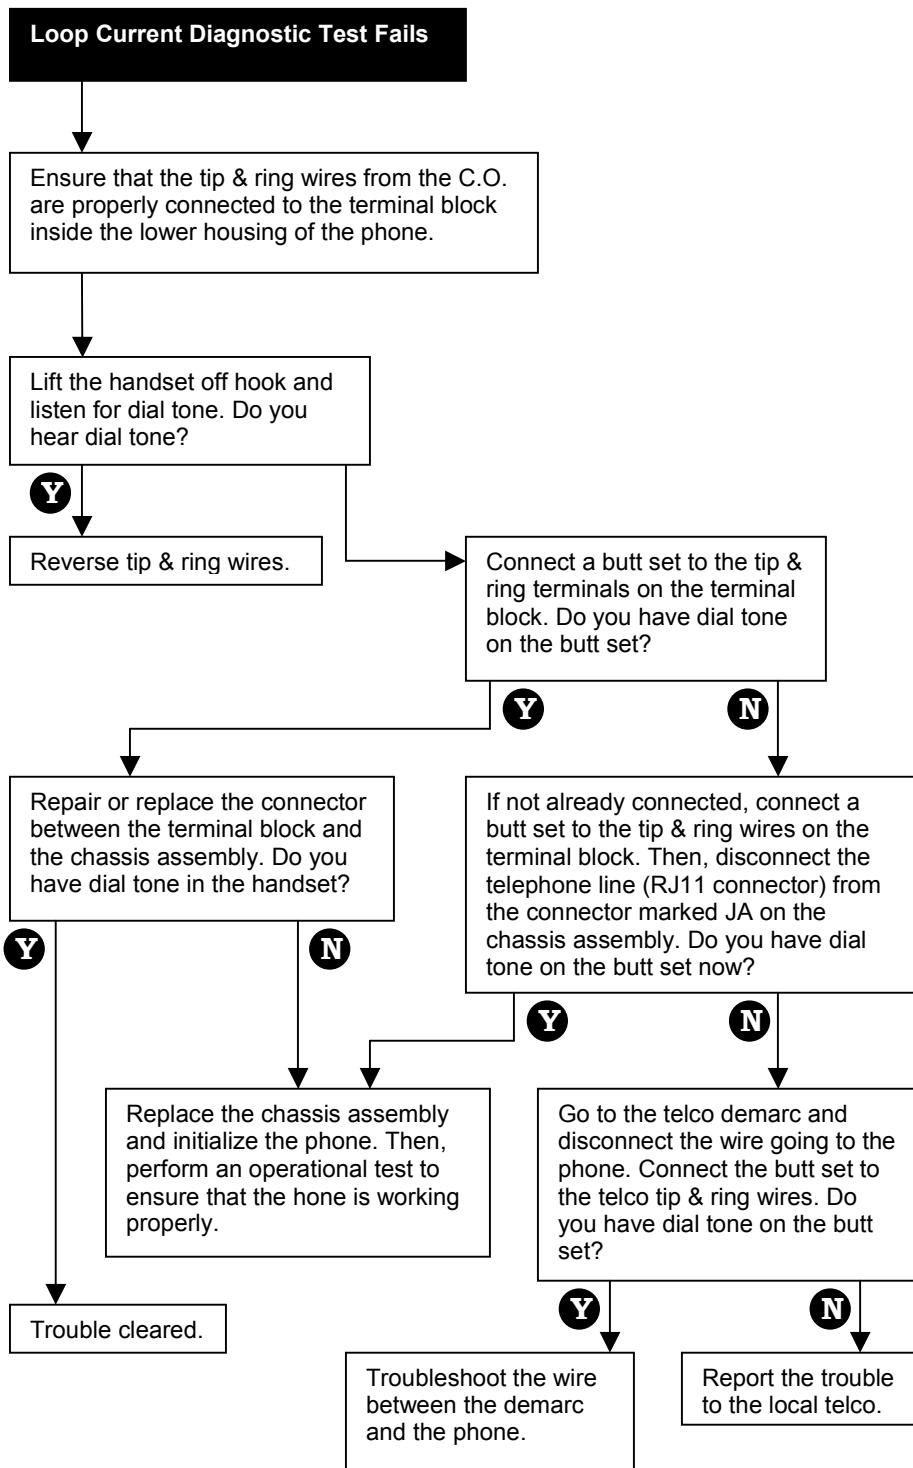 Loop Current Diagnostic Test Fails
Ensure that the tip & ring wires from the C.O.
are properly connected to the terminal block
inside the lower housing of the phone.
Lift the handset off hook and
listen for dial tone. Do you
hear dial tone?
Y
Reverse tip & ring wires.
Connect a butt set to the tip &
ring terminals on the terminal
block. Do you have dial tone
on the butt set?
Y
N
Repair or replace the connector
between the terminal block and
the chassis assembly. Do you
have dial tone in the handset?
If not already connected, connect a
butt set to the tip & ring wires on the
terminal block. Then, disconnect the
telephone line (RJ11 connector) from
the connector marked JA on the
chassis assembly. Do you have dial
tone on the butt set now?
Y
N
Y
N
Replace the chassis assembly
and initialize the phone. Then,
perform an operational test to
ensure that the hone is working
properly.
Go to the telco demarc and
disconnect the wire going to the
phone. Connect the butt set to
the telco tip & ring wires. Do
you have dial tone on the butt
set?
Y
N
Trouble cleared.
Troubleshoot the wire
between the demarc
and the phone.
Report the trouble
to the local telco.